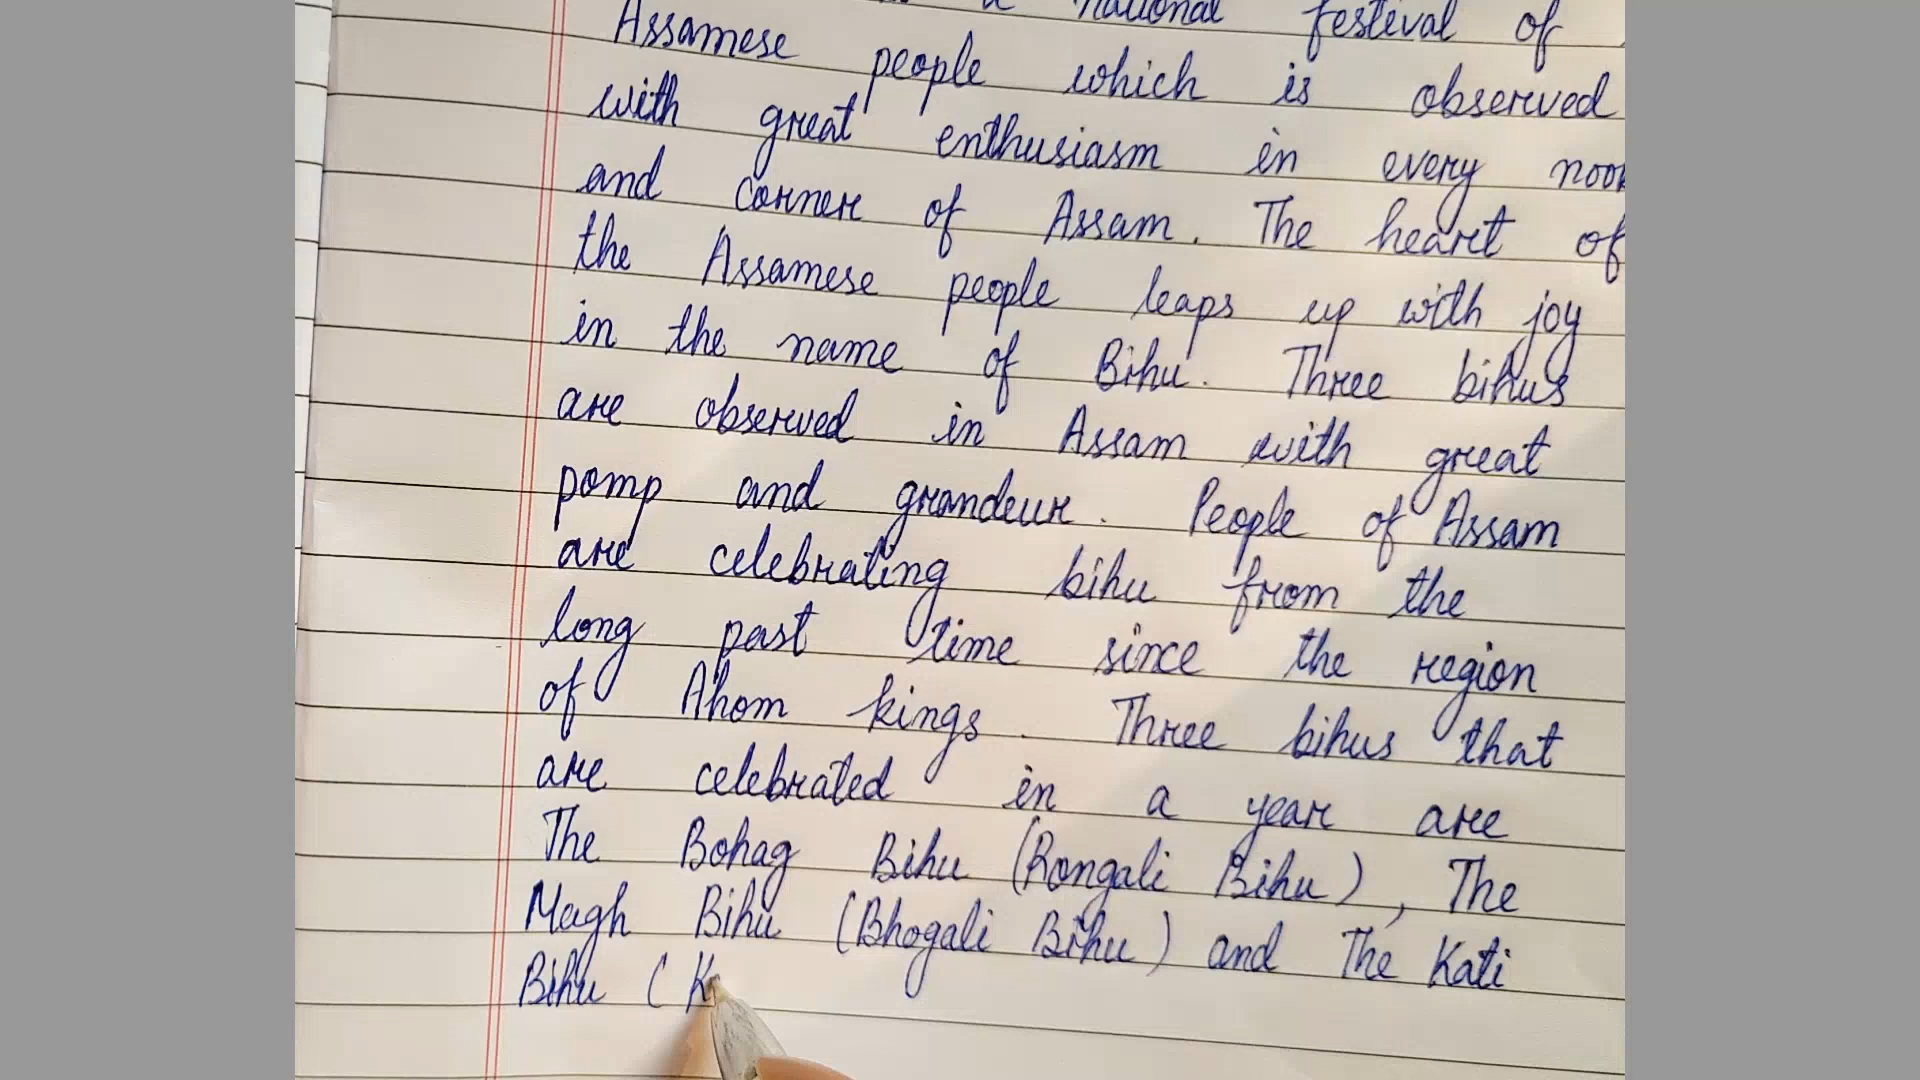 a national festival of
Assamese people which is observed
with great enthusiasm in every nook
and corner of Assam. The heart of
the Assamese people leaps up with joy
in the name of Bihu. Three bihus
are observed in Assam with great
pomp and grandeur. People of Assam
are celebrating bihu from the
long past time since the region
of Ahom kings. Three bihus that
are celebrated in a year are
The Bohag Bihu (Rongali Bihu), The
Magh Bihu (Bhogali Bihu) and The Kati
Bihu ( K